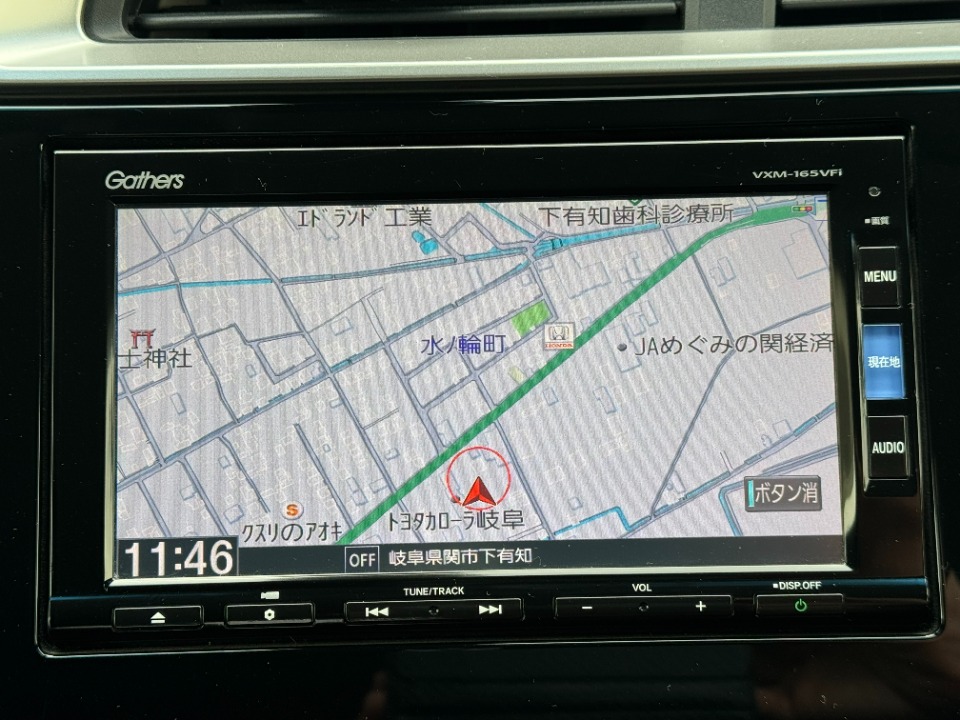 Gathers
VXM-165VFi
■画質
MENU
現在地
AUDIO
エドランド工業
下有知歯科診療所
水ノ輪町
HONDA
JAめぐみの関経済
土神社
S
クスリのアオキ
トヨタカローラ岐阜
ボタン消
11:46
OFF
岐阜県関市下有知
TUNE/TRACK
VOL
■DISP.OFF
− +